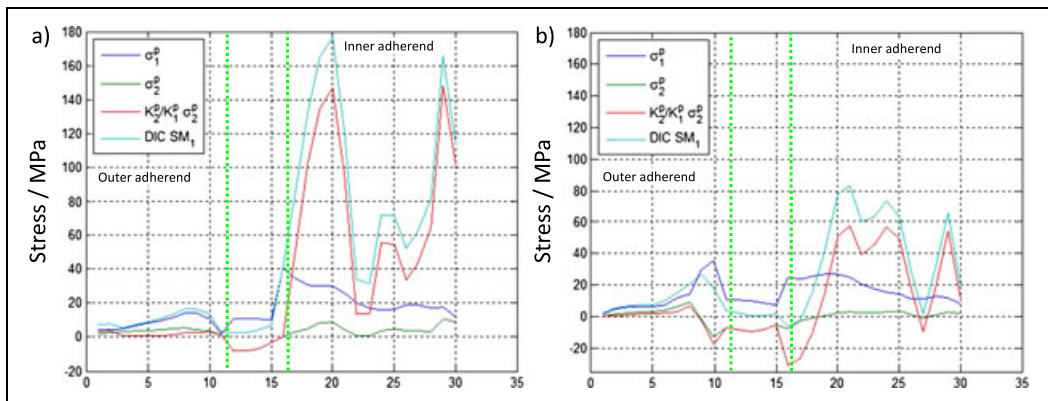 a)
Stress / MPa
180
160
140
120
100
80
60
40
20
0
-20
σ₁ᵖ
σ₂ᵖ
K₂ᵖ/K₁ᵖ σ₂ᵖ
DIC SM₁
Inner adherend
Outer adherend
0 5 10 15 20 25 30 35
b)
Stress / MPa
180
160
140
120
100
80
60
40
20
0
-20
σ₁ᵖ
σ₂ᵖ
K₂ᵖ/K₁ᵖ σ₂ᵖ
DIC SM₁
Inner adherend
Outer adherend
0 5 10 15 20 25 30 35